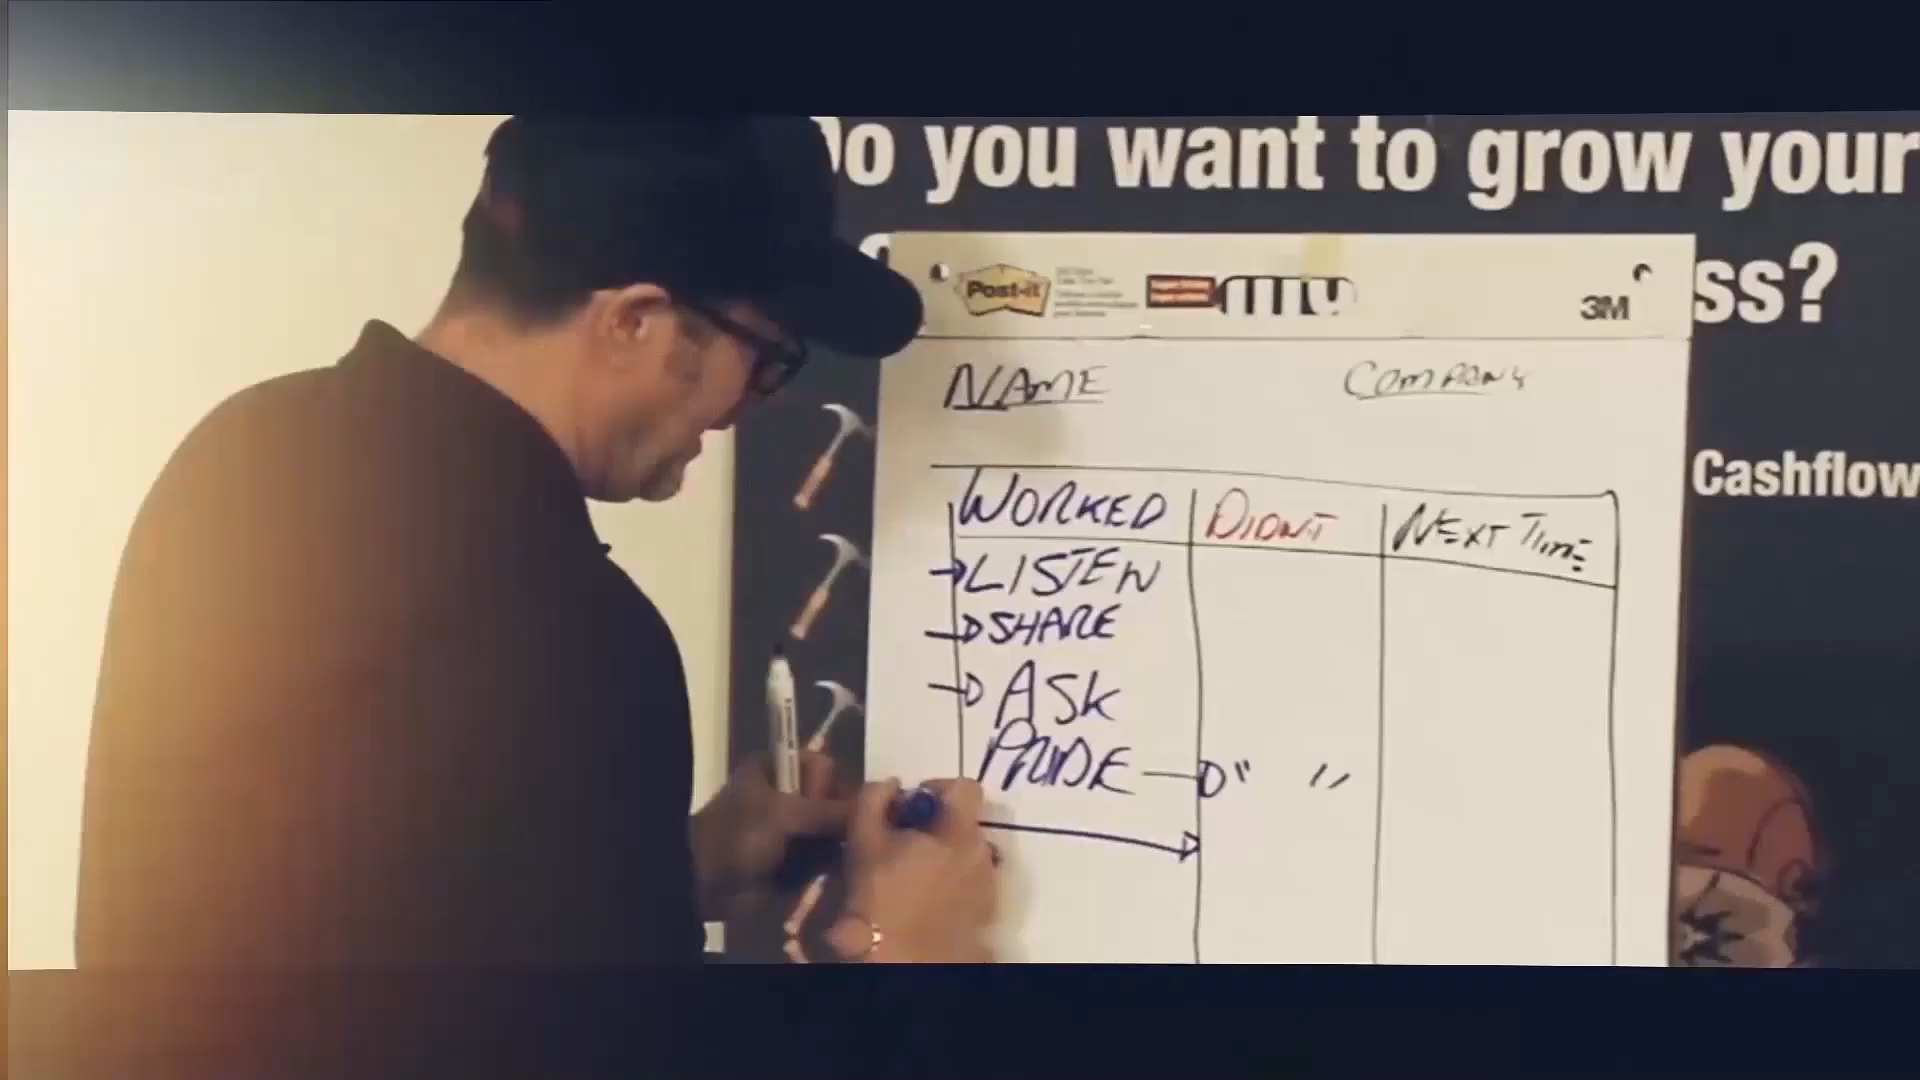 Do you want to grow your
ss?
Post-it
3M
NAME COMPANY
Cashflow
WORKED DIDN'T NEXT TIME
LISTEN
SHARE
ASK
PRIDE " "